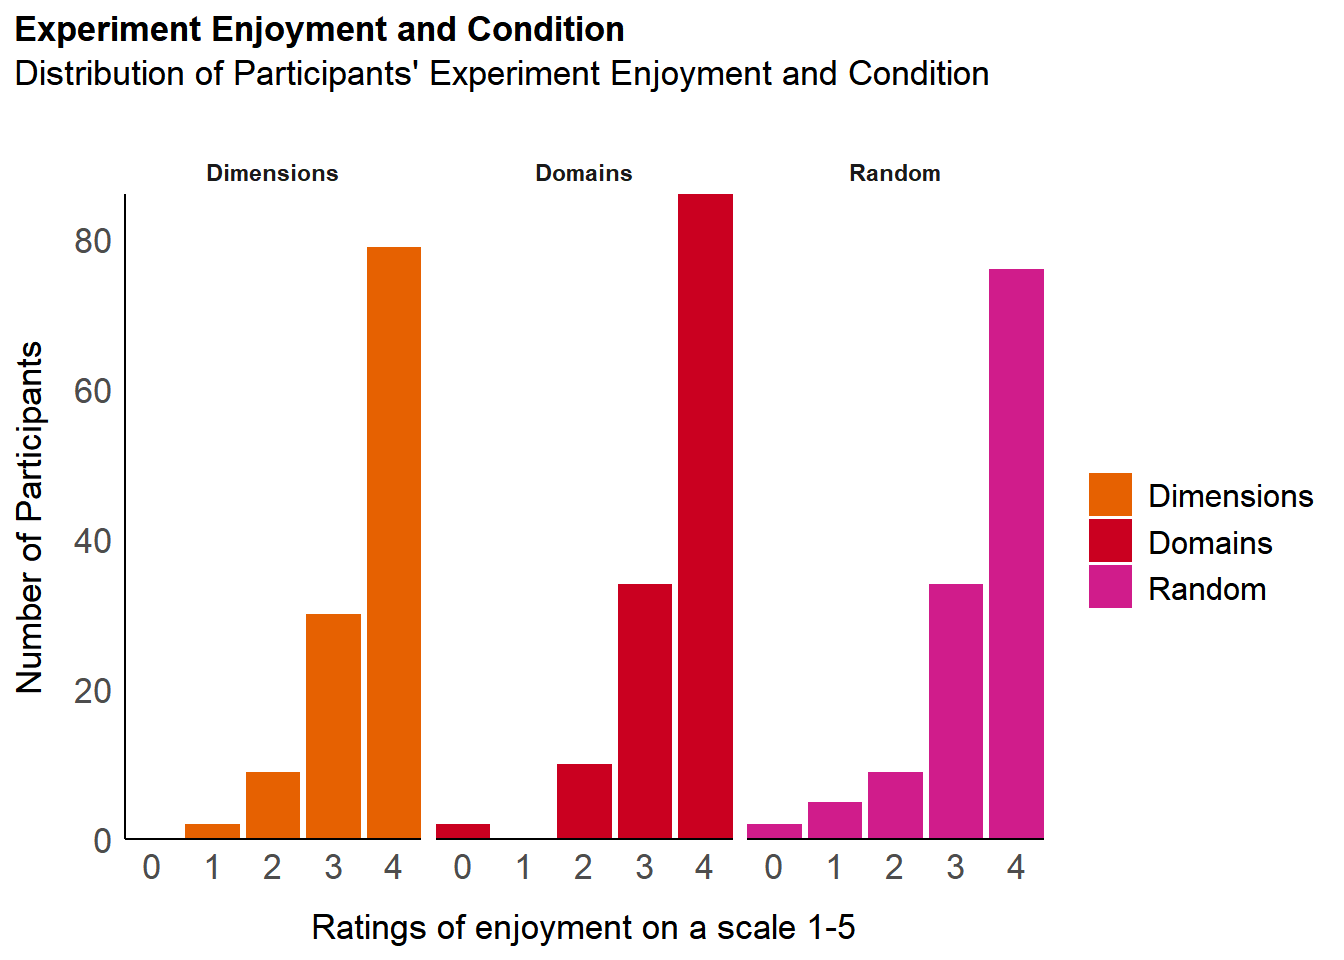 Experiment Enjoyment and Condition
Distribution of Participants' Experiment Enjoyment and Condition
Dimensions Domains Random
80
60
40
20
0
Number of Participants
0 1 2 3 4 0 1 2 3 4 0 1 2 3 4
Ratings of enjoyment on a scale 1-5
Dimensions
Domains
Random